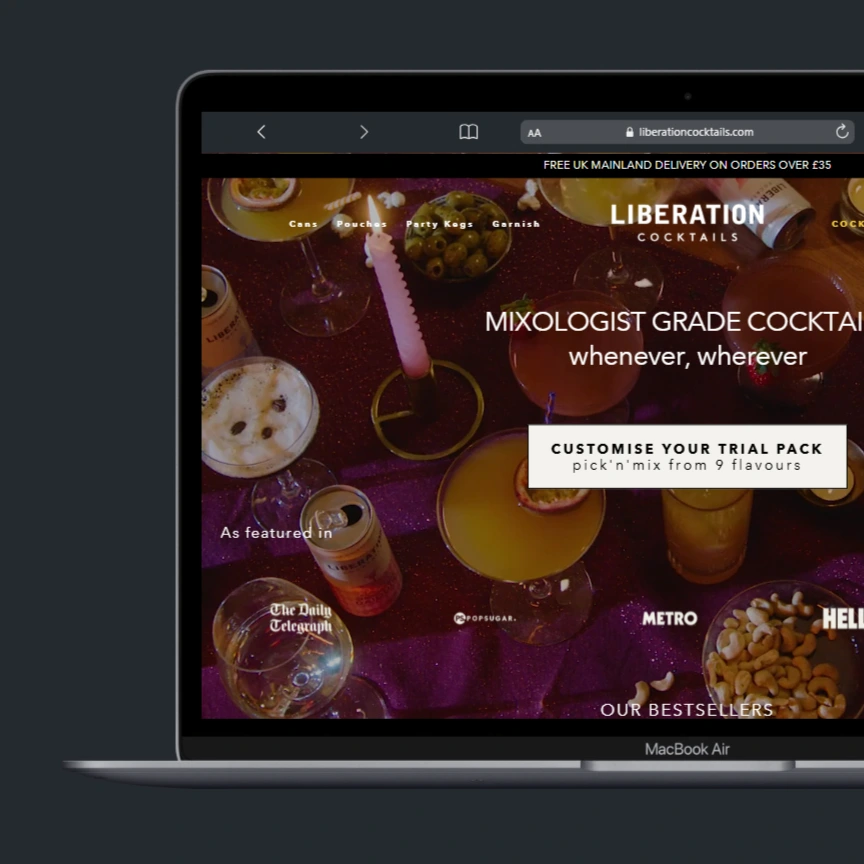 AA
liberationcocktails.com
FREE UK MAINLAND DELIVERY ON ORDERS OVER £35
Cans Pouches Party Kegs Garnish
LIBERATION
COCKTAILS
COCK
MIXOLOGIST GRADE COCKTAI
whenever, wherever
CUSTOMISE YOUR TRIAL PACK
pick'n'mix from 9 flavours
As featured in
The Daily
Telegraph
PS POPSUGAR.
METRO
HELL
OUR BESTSELLERS
MacBook Air